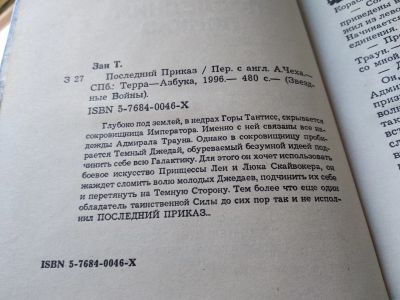 Зан Т.
З 27 Последний Приказ / Пер. с англ. А.Чеха.—
СПб.: Терра—Азбука, 1996.— 480 с.— (Звезд-
ные Войны).
ISBN 5-7684-0046-X
Глубоко под землей, в недрах Горы Тантисс, скрывается
сокровищница Императора. Именно с ней связаны все на-
дежды Адмирала Трауна. Однако в сокровищницу проби-
рается Темный Джедай, обуреваемый безумной идеей под-
чинить себе всю Галактику. Для этого он хочет использовать
боевое искусство Принцессы Леи и Люка Скайвокера, он
жаждет сломить волю молодых Джедаев, подчинить их себе
и перетянуть на Темную Сторону. Тем более что еще один
обладатель таинственной Силы до сих пор так и не испол-
нил ПОСЛЕДНИЙ ПРИКАЗ..
ISBN 5-7684-0046-X